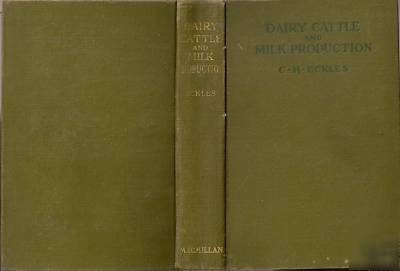 DAIRY
CATTLE
AND
MILK
PRODUCTION
ECKLES
MACMILLAN
DAIRY CATTLE
AND
MILK PRODUCTION
C·H·ECKLES